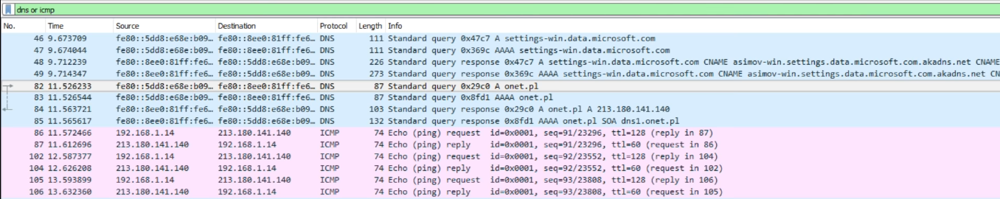 dns or icmp
No. Time Source Destination Protocol Length Info
46 9.673709 fe80::5dd8:e68e:b09… fe80::8ee0:81ff:fe6… DNS 111 Standard query 0x47c7 A settings-win.data.microsoft.com
47 9.674044 fe80::5dd8:e68e:b09… fe80::8ee0:81ff:fe6… DNS 111 Standard query 0x369c AAAA settings-win.data.microsoft.com
48 9.712239 fe80::8ee0:81ff:fe6… fe80::5dd8:e68e:b09… DNS 226 Standard query response 0x47c7 A settings-win.data.microsoft.com CNAME asimov-win.settings.data.microsoft.com.akadns.net CNAME
49 9.714347 fe80::8ee0:81ff:fe6… fe80::5dd8:e68e:b09… DNS 273 Standard query response 0x369c AAAA settings-win.data.microsoft.com CNAME asimov-win.settings.data.microsoft.com.akadns.net CN
82 11.526233 fe80::5dd8:e68e:b09… fe80::8ee0:81ff:fe6… DNS 87 Standard query 0x29c0 A onet.pl
83 11.526544 fe80::5dd8:e68e:b09… fe80::8ee0:81ff:fe6… DNS 87 Standard query 0x8fd1 AAAA onet.pl
84 11.563721 fe80::8ee0:81ff:fe6… fe80::5dd8:e68e:b09… DNS 103 Standard query response 0x29c0 A onet.pl A 213.180.141.140
85 11.565617 fe80::8ee0:81ff:fe6… fe80::5dd8:e68e:b09… DNS 132 Standard query response 0x8fd1 AAAA onet.pl SOA dns1.onet.pl
86 11.572466 192.168.1.14 213.180.141.140 ICMP 74 Echo (ping) request id=0x0001, seq=91/23296, ttl=128 (reply in 87)
87 11.612696 213.180.141.140 192.168.1.14 ICMP 74 Echo (ping) reply id=0x0001, seq=91/23296, ttl=60 (request in 86)
102 12.587377 192.168.1.14 213.180.141.140 ICMP 74 Echo (ping) request id=0x0001, seq=92/23552, ttl=128 (reply in 104)
104 12.626208 213.180.141.140 192.168.1.14 ICMP 74 Echo (ping) reply id=0x0001, seq=92/23552, ttl=60 (request in 102)
105 13.593899 192.168.1.14 213.180.141.140 ICMP 74 Echo (ping) request id=0x0001, seq=93/23808, ttl=128 (reply in 106)
106 13.632360 213.180.141.140 192.168.1.14 ICMP 74 Echo (ping) reply id=0x0001, seq=93/23808, ttl=60 (request in 105)